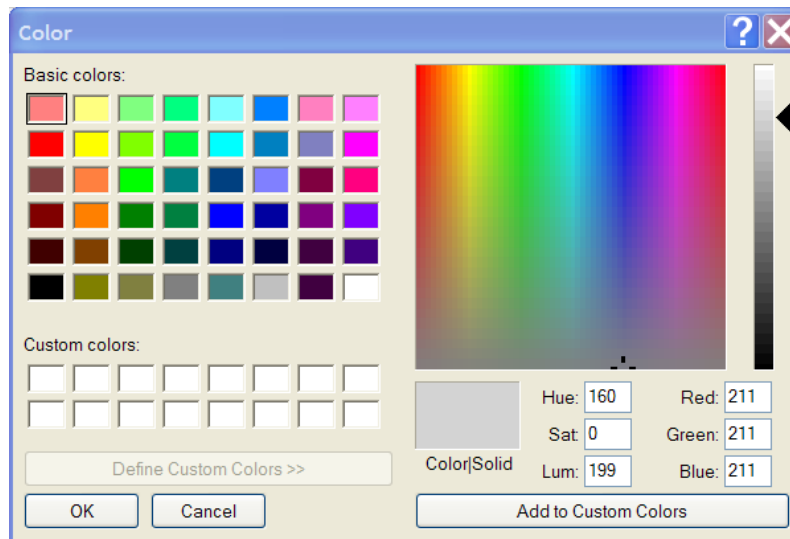 Color
Basic colors:
Custom colors:
Define Custom Colors >>
OK Cancel
Color|Solid
Hue: 160 Red: 211
Sat: 0 Green: 211
Lum: 199 Blue: 211
Add to Custom Colors